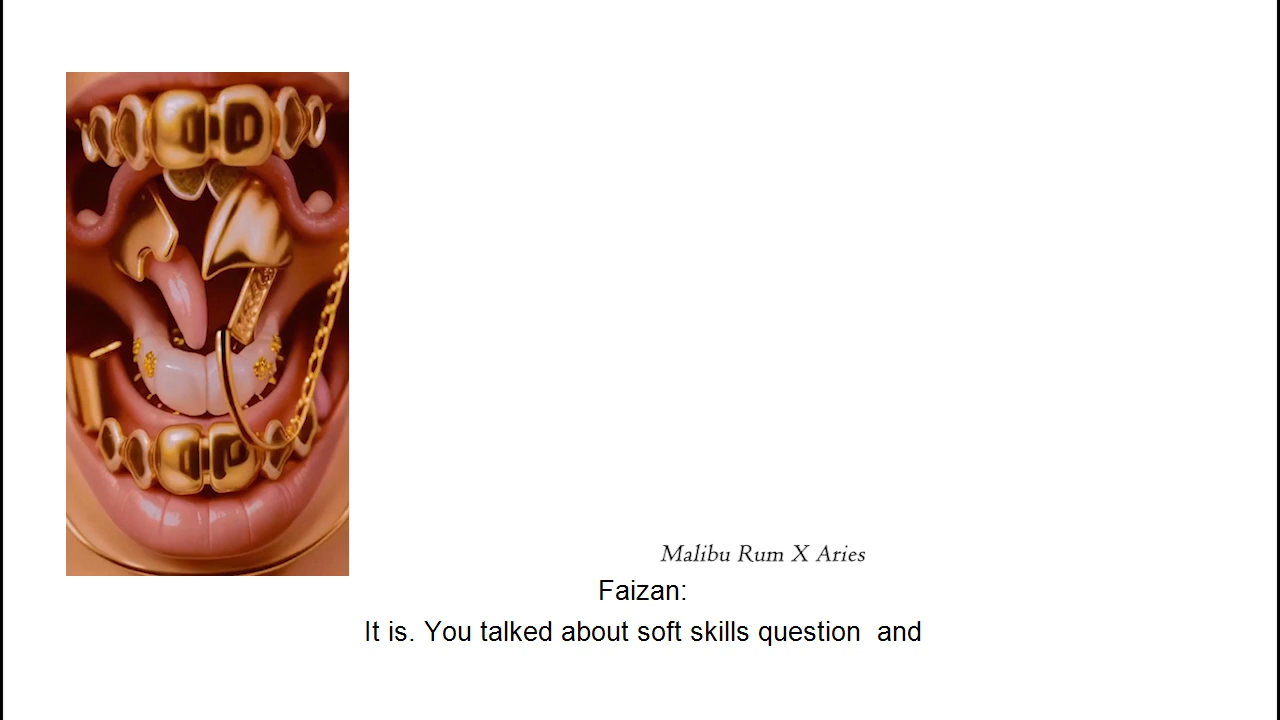 Malibu Rum X Aries
Faizan:
It is. You talked about soft skills question  and